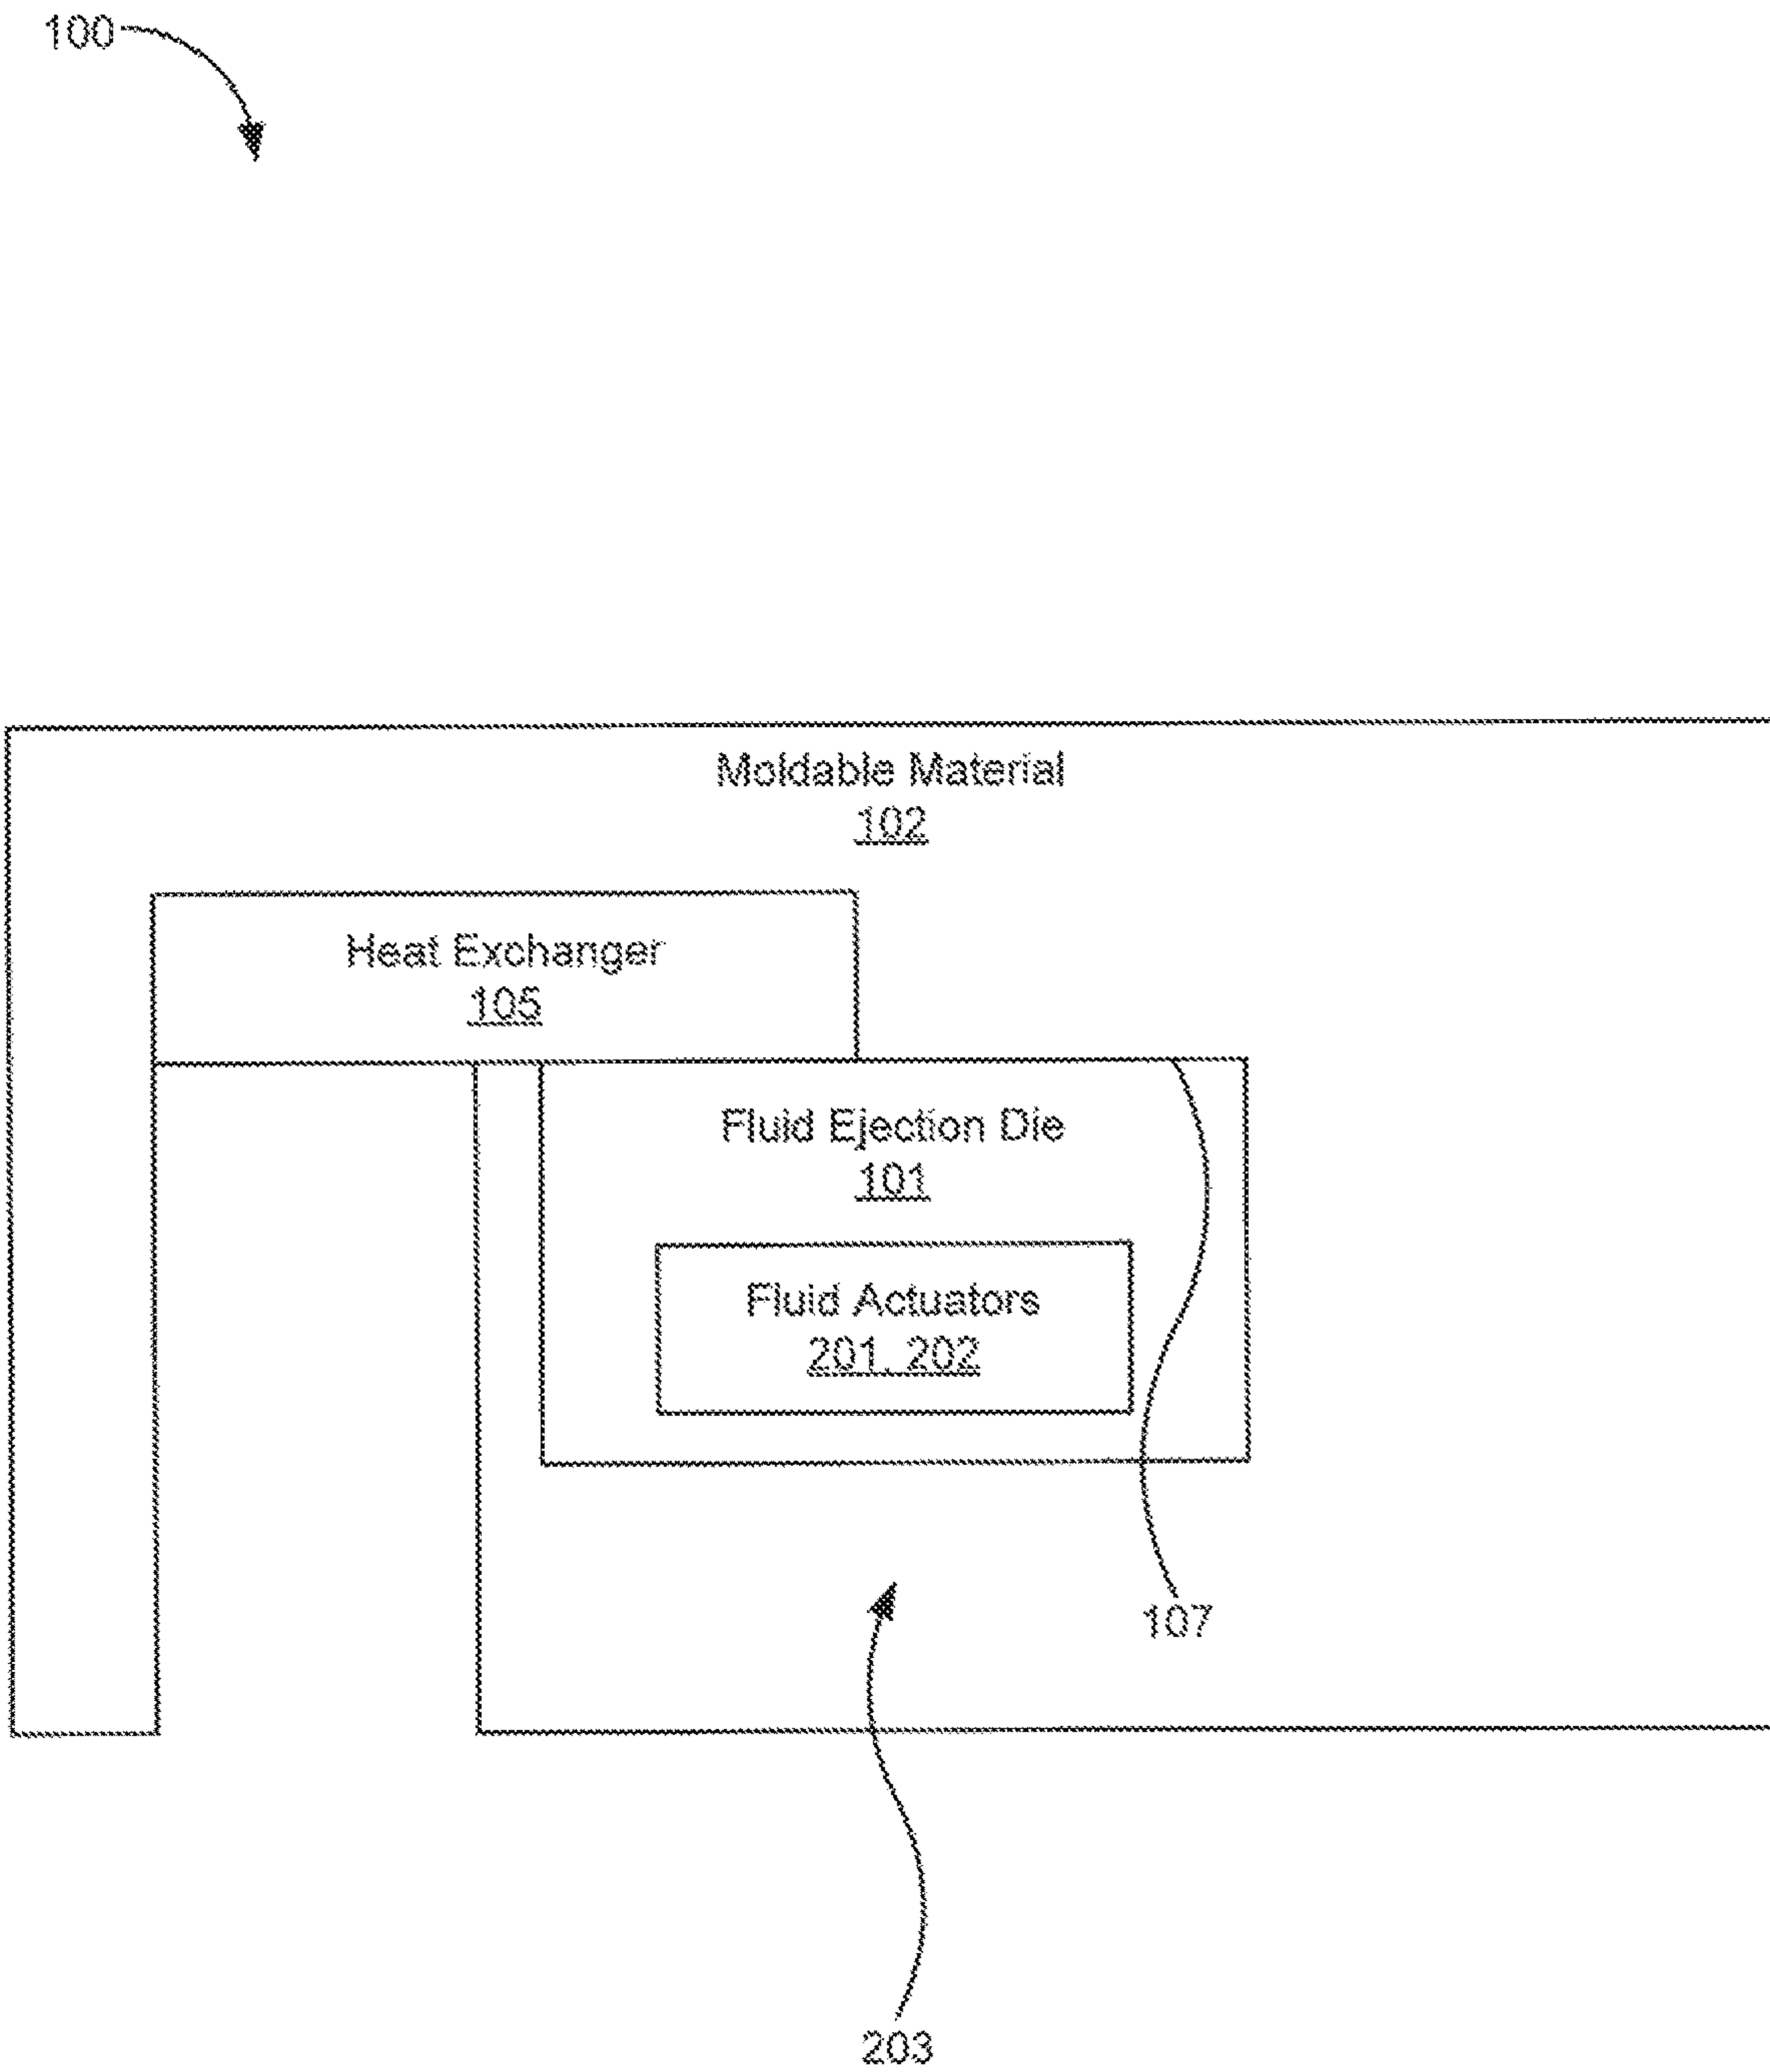 100
Moldable Material
102
Heat Exchanger
105
Fluid Ejection Die
101
Fluid Actuators
201, 202
107
203